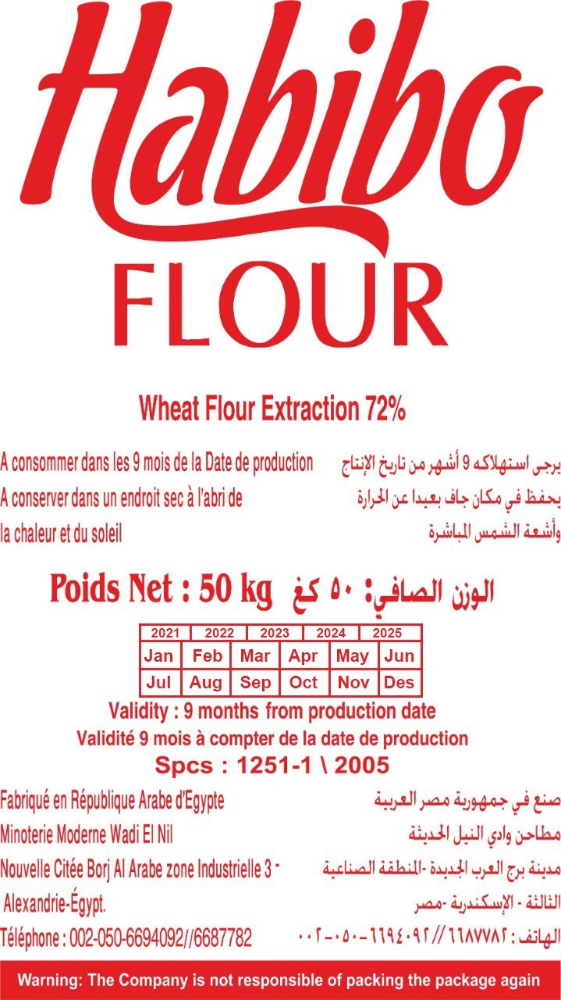 Habibo
FLOUR
Wheat Flour Extraction 72%
A consommer dans les 9 mois de la Date de production
يرجى استهلاكه 9 أشهر من تاريخ الإنتاج
A conserver dans un endroit sec à l'abri de
يحفظ في مكان جاف بعيدا عن الحرارة
la chaleur et du soleil
وأشعة الشمس المباشرة
Poids Net : 50 kg الوزن الصافي: ٥٠ كغ
2021 2022 2023 2024 2025
Jan Feb Mar Apr May Jun
Jul Aug Sep Oct Nov Des
Validity : 9 months from production date
Validité 9 mois à compter de la date de production
Spcs : 1251-1 \ 2005
Fabriqué en République Arabe d'Egypte
صنع في جمهورية مصر العربية
Minoterie Moderne Wadi El Nil
مطاحن وادي النيل الحديثة
Nouvelle Citée Borj Al Arabe zone Industrielle 3 -
مدينة برج العرب الجديدة -المنطقة الصناعية
Alexandrie-Égypt.
الثالثة - الإسكندرية -مصر
Téléphone : 002-050-6694092//6687782
الهاتف : ٦٦٨٧٧٨٢ // ٠٠٢-٠٥٠-٦٦٩٤٠٩٢
Warning: The Company is not responsible of packing the package again